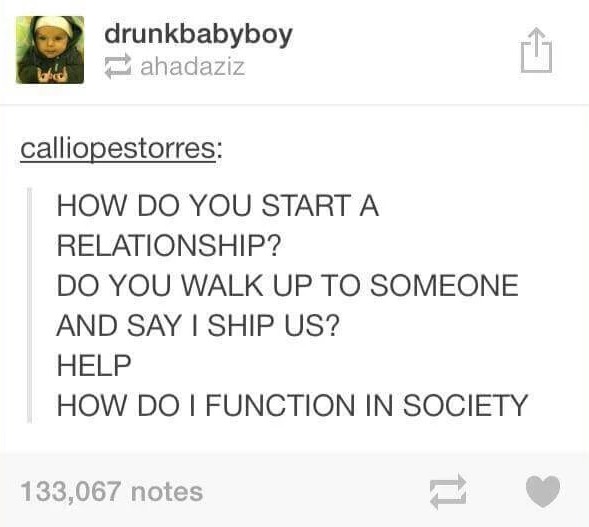 drunkbabyboy
ahadaziz
calliopestorres:
HOW DO YOU START A
RELATIONSHIP?
DO YOU WALK UP TO SOMEONE
AND SAY I SHIP US?
HELP
HOW DO I FUNCTION IN SOCIETY
133,067 notes